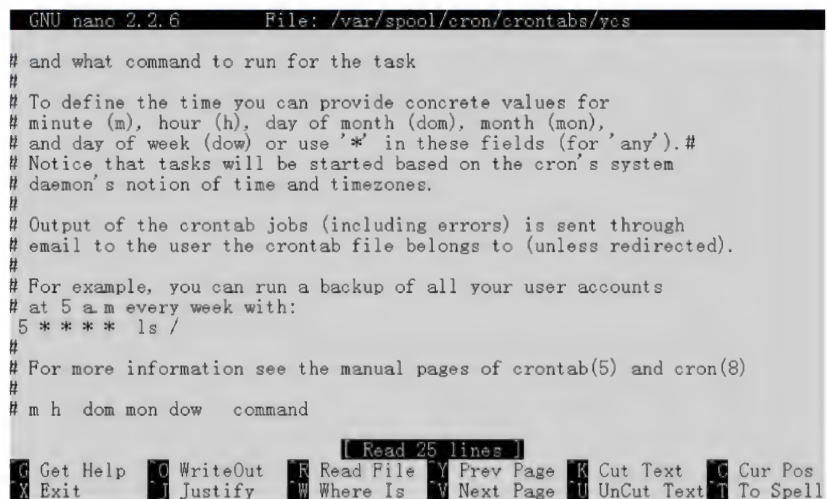 GNU nano 2.2.6 File: /var/spool/cron/crontabs/ycs
# and what command to run for the task
#
# To define the time you can provide concrete values for
# minute (m), hour (h), day of month (dom), month (mon),
# and day of week (dow) or use '*' in these fields (for 'any').#
# Notice that tasks will be started based on the cron's system
# daemon's notion of time and timezones.
#
# Output of the crontab jobs (including errors) is sent through
# email to the user the crontab file belongs to (unless redirected).
#
# For example, you can run a backup of all your user accounts
# at 5 a.m every week with:
5 * * * * ls /
#
# For more information see the manual pages of crontab(5) and cron(8)
#
# m h dom mon dow command
[ Read 25 lines ]
^G Get Help ^O WriteOut ^R Read File ^Y Prev Page ^K Cut Text ^C Cur Pos
^X Exit ^J Justify ^W Where Is ^V Next Page ^U UnCut Text ^T To Spell